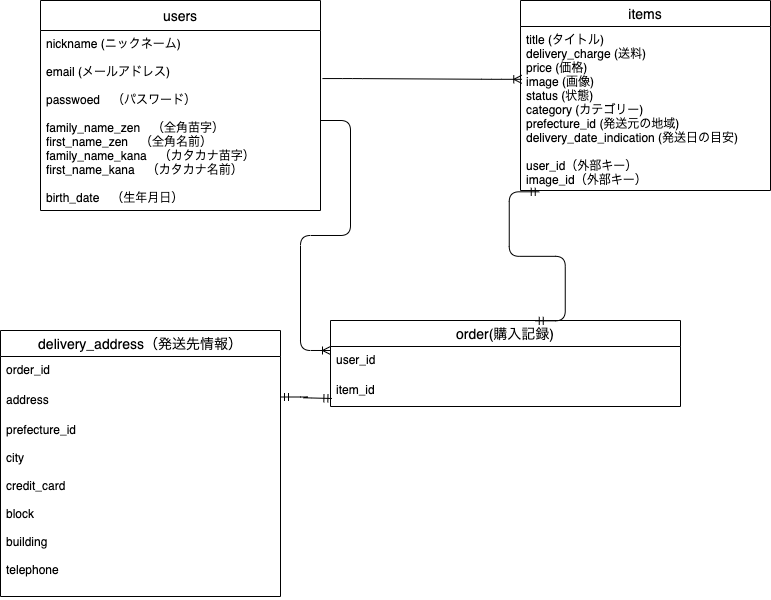 users
nickname (ニックネーム)
email (メールアドレス)
passwoed （パスワード）
family_name_zen （全角苗字）
first_name_zen （全角名前）
family_name_kana （カタカナ苗字）
first_name_kana （カタカナ名前）
birth_date （生年月日）
items
title (タイトル)
delivery_charge (送料)
price (価格)
image (画像)
status (状態)
category (カテゴリー)
prefecture_id (発送元の地域)
delivery_date_indication (発送日の目安)
user_id（外部キー）
image_id（外部キー）
order(購入記録)
user_id
item_id
delivery_address（発送先情報）
order_id
address
prefecture_id
city
credit_card
block
building
telephone